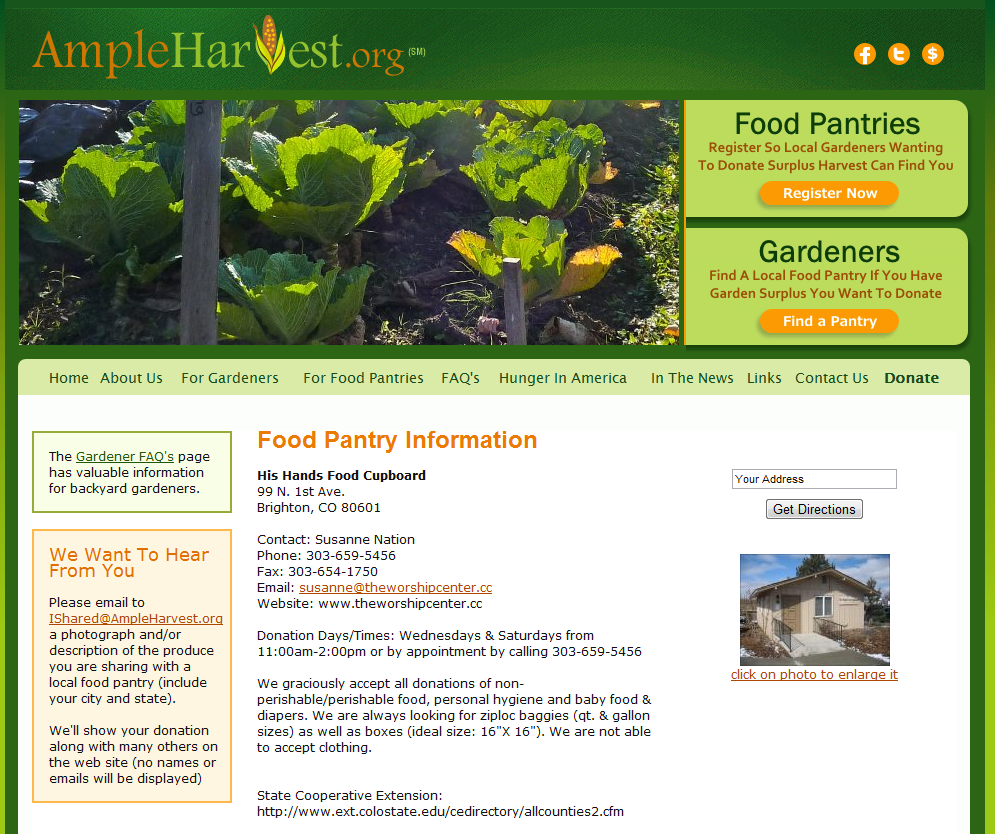 AmpleHarvest.org (SM)
Food Pantries
Register So Local Gardeners Wanting
To Donate Surplus Harvest Can Find You
Register Now
Gardeners
Find A Local Food Pantry If You Have
Garden Surplus You Want To Donate
Find a Pantry
Home About Us For Gardeners For Food Pantries FAQ's Hunger In America In The News Links Contact Us Donate
The Gardener FAQ's page
has valuable information
for backyard gardeners.
We Want To Hear
From You
Please email to
IShared@AmpleHarvest.org
a photograph and/or
description of the produce
you are sharing with a
local food pantry (include
your city and state).
We'll show your donation
along with many others on
the web site (no names or
emails will be displayed)
Food Pantry Information
His Hands Food Cupboard
99 N. 1st Ave.
Brighton, CO 80601
Contact: Susanne Nation
Phone: 303-659-5456
Fax: 303-654-1750
Email: susanne@theworshipcenter.cc
Website: www.theworshipcenter.cc
Donation Days/Times: Wednesdays & Saturdays from
11:00am-2:00pm or by appointment by calling 303-659-5456
We graciously accept all donations of non-
perishable/perishable food, personal hygiene and baby food &
diapers. We are always looking for ziploc baggies (qt. & gallon
sizes) as well as boxes (ideal size: 16"X 16"). We are not able
to accept clothing.
State Cooperative Extension:
http://www.ext.colostate.edu/cedirectory/allcounties2.cfm
Your Address
Get Directions
click on photo to enlarge it